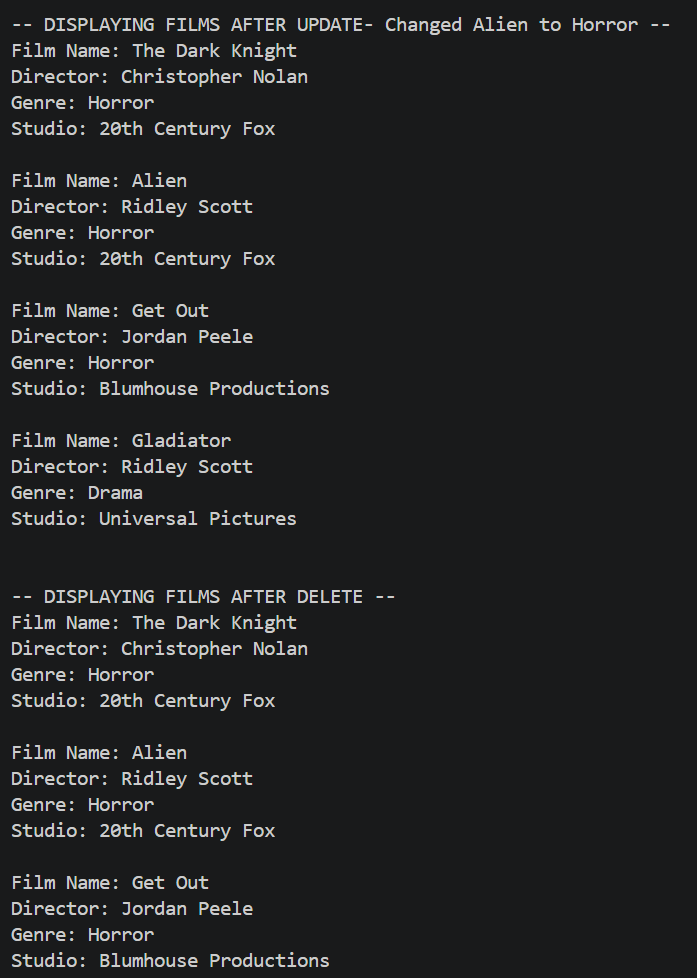 -- DISPLAYING FILMS AFTER UPDATE- Changed Alien to Horror --
Film Name: The Dark Knight
Director: Christopher Nolan
Genre: Horror
Studio: 20th Century Fox

Film Name: Alien
Director: Ridley Scott
Genre: Horror
Studio: 20th Century Fox

Film Name: Get Out
Director: Jordan Peele
Genre: Horror
Studio: Blumhouse Productions

Film Name: Gladiator
Director: Ridley Scott
Genre: Drama
Studio: Universal Pictures


-- DISPLAYING FILMS AFTER DELETE --
Film Name: The Dark Knight
Director: Christopher Nolan
Genre: Horror
Studio: 20th Century Fox

Film Name: Alien
Director: Ridley Scott
Genre: Horror
Studio: 20th Century Fox

Film Name: Get Out
Director: Jordan Peele
Genre: Horror
Studio: Blumhouse Productions